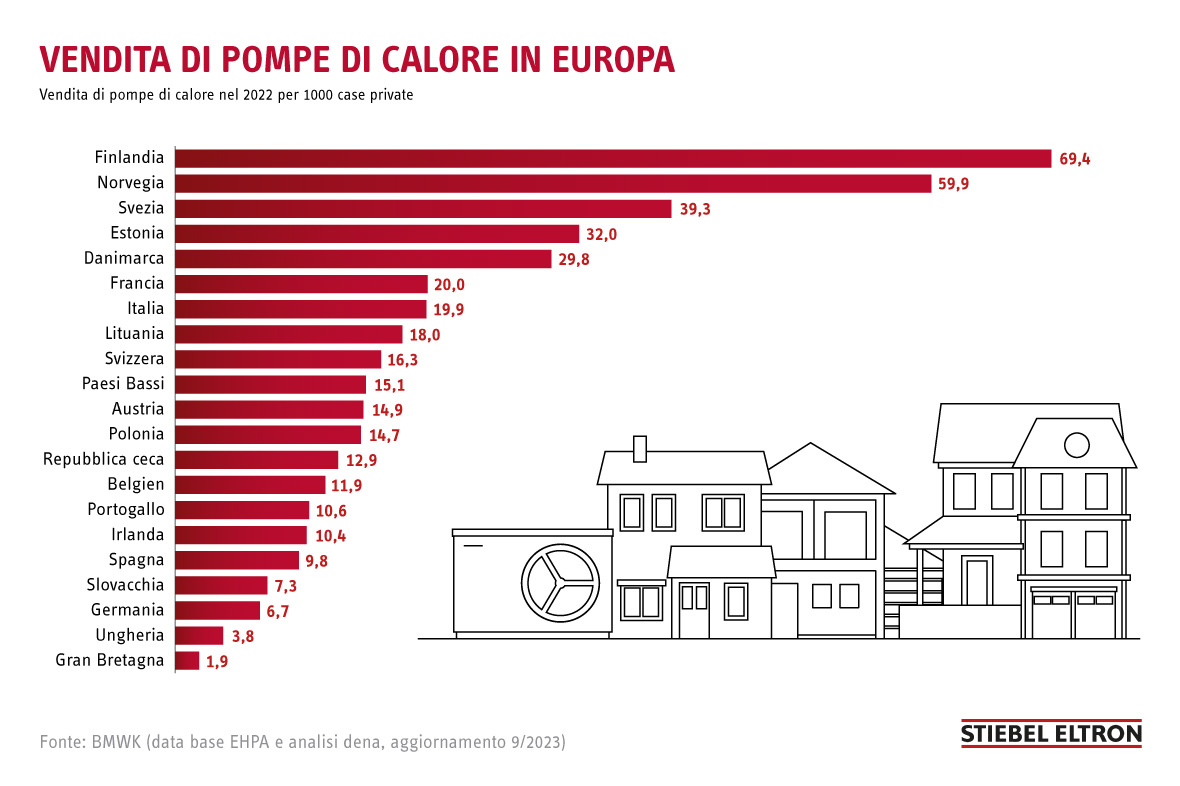 VENDITA DI POMPE DI CALORE IN EUROPA
Vendita di pompe di calore nel 2022 per 1000 case private
Finlandia 69,4
Norvegia 59,9
Svezia 39,3
Estonia 32,0
Danimarca 29,8
Francia 20,0
Italia 19,9
Lituania 18,0
Svizzera 16,3
Paesi Bassi 15,1
Austria 14,9
Polonia 14,7
Repubblica ceca 12,9
Belgien 11,9
Portogallo 10,6
Irlanda 10,4
Spagna 9,8
Slovacchia 7,3
Germania 6,7
Ungheria 3,8
Gran Bretagna 1,9
Fonte: BMWK (data base EHPA e analisi dena, aggiornamento 9/2023)
STIEBEL ELTRON